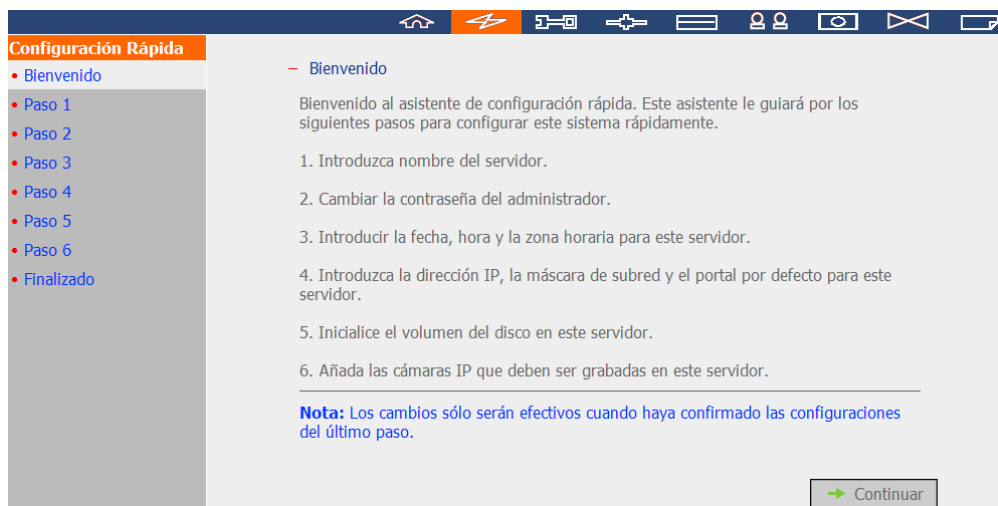 Configuración Rápida
• Bienvenido
• Paso 1
• Paso 2
• Paso 3
• Paso 4
• Paso 5
• Paso 6
• Finalizado
– Bienvenido
Bienvenido al asistente de configuración rápida. Este asistente le guiará por los
siguientes pasos para configurar este sistema rápidamente.
1. Introduzca nombre del servidor.
2. Cambiar la contraseña del administrador.
3. Introducir la fecha, hora y la zona horaria para este servidor.
4. Introduzca la dirección IP, la máscara de subred y el portal por defecto para este
servidor.
5. Inicialice el volumen del disco en este servidor.
6. Añada las cámaras IP que deben ser grabadas en este servidor.
Nota: Los cambios sólo serán efectivos cuando haya confirmado las configuraciones
del último paso.
Continuar